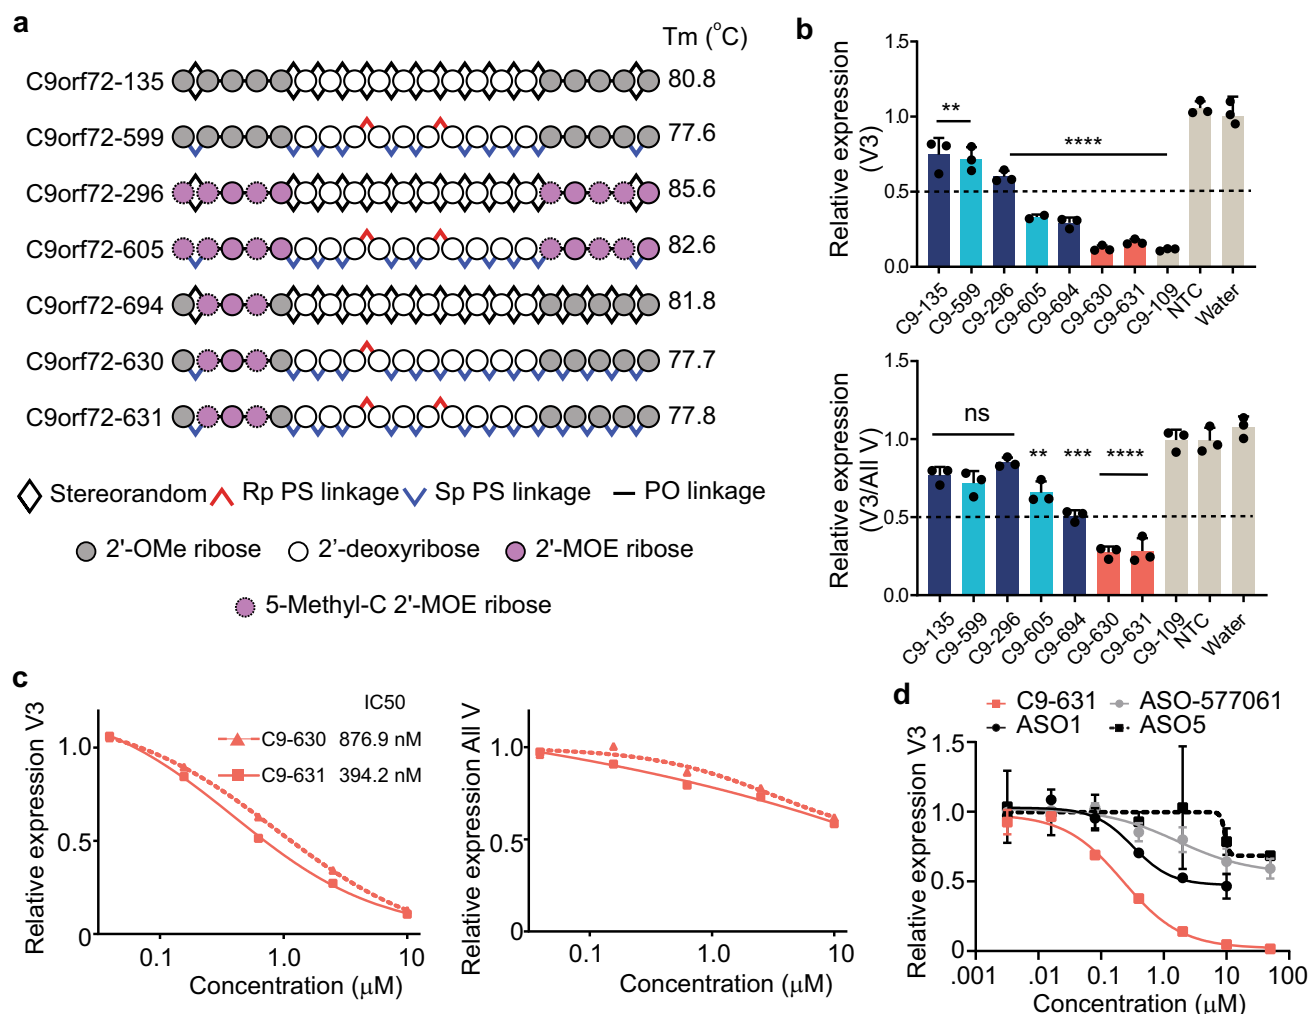 a
Tm (°C)
C9orf72-135 80.8
C9orf72-599 77.6
C9orf72-296 85.6
C9orf72-605 82.6
C9orf72-694 81.8
C9orf72-630 77.7
C9orf72-631 77.8
Stereorandom Rp PS linkage Sp PS linkage PO linkage
2'-OMe ribose 2'-deoxyribose 2'-MOE ribose
5-Methyl-C 2'-MOE ribose
b
Relative expression
(V3)
1.5
1.0
0.5
0.0
**
****
C9-135
C9-599
C9-296
C9-605
C9-694
C9-630
C9-631
C9-109
NTC
Water
Relative expression
(V3/All V)
1.5
1.0
0.5
0.0
ns
**
***
****
C9-135
C9-599
C9-296
C9-605
C9-694
C9-630
C9-631
C9-109
NTC
Water
c
Relative expression V3
1.0
0.5
0
IC50
C9-630 876.9 nM
C9-631 394.2 nM
0.1 1.0 10
Concentration (μM)
Relative expression All V
1.0
0.5
0
0.1 1.0 10
Concentration (μM)
d
C9-631 ASO-577061
ASO1 ASO5
Relative expression V3
1.5
1.0
0.5
0
.001 .01 0.1 1.0 10 100
Concentration (μM)